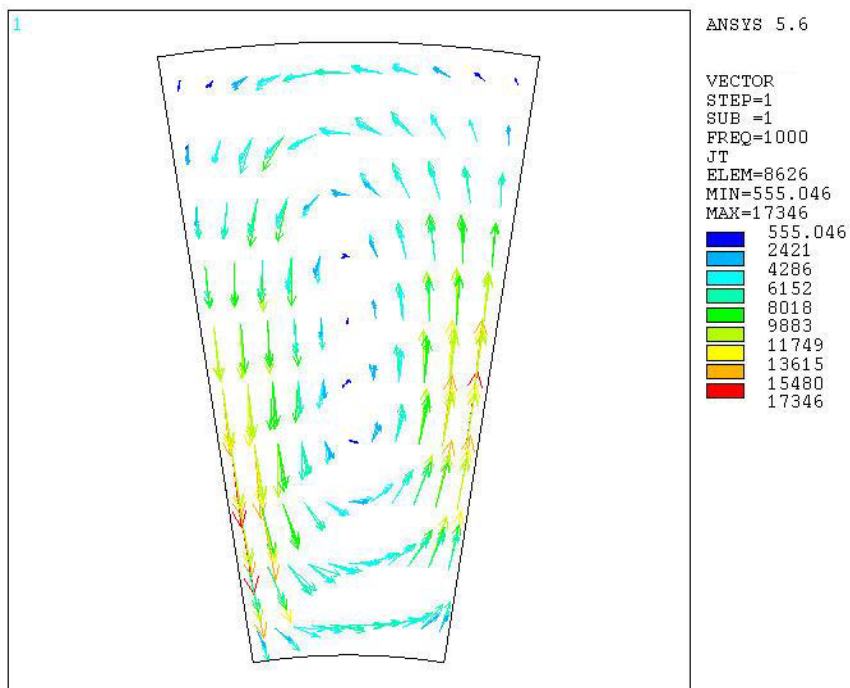 1
ANSYS 5.6
VECTOR
STEP=1
SUB =1
FREQ=1000
JT
ELEM=8626
MIN=555.046
MAX=17346
555.046
2421
4286
6152
8018
9883
11749
13615
15480
17346